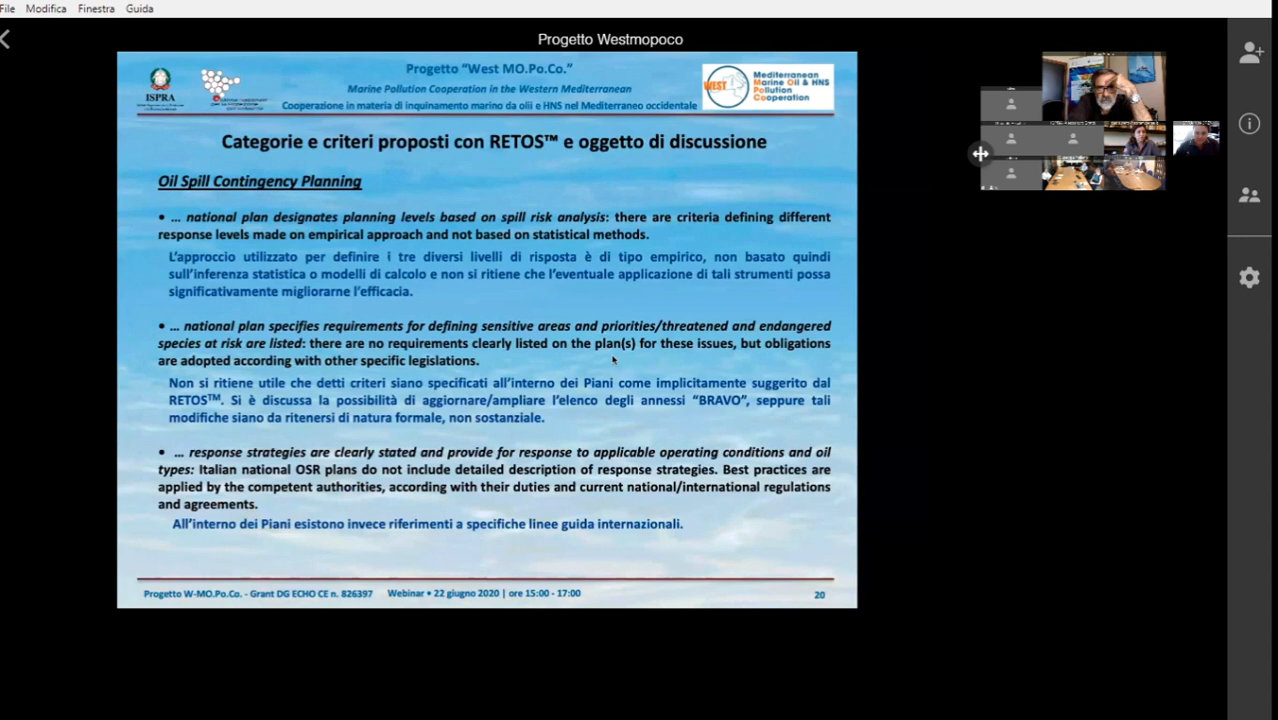 File Modifica Finestra Guida
Progetto Westmopoco
Progetto “West MO.Po.Co.”
Marine Pollution Cooperation in the Western Mediterranean
Cooperazione in materia di inquinamento marino da olii e HNS nel Mediterraneo occidentale
ISPRA
WEST
Mediterranean
Marine Oil & HNS
Pollution
Cooperation
Categorie e criteri proposti con RETOS™ e oggetto di discussione
Oil Spill Contingency Planning
• ... national plan designates planning levels based on spill risk analysis: there are criteria defining different
response levels made on empirical approach and not based on statistical methods.
L’approccio utilizzato per definire i tre diversi livelli di risposta è di tipo empirico, non basato quindi
sull’inferenza statistica o modelli di calcolo e non si ritiene che l’eventuale applicazione di tali strumenti possa
significativamente migliorarne l’efficacia.
• ... national plan specifies requirements for defining sensitive areas and priorities/threatened and endangered
species at risk are listed: there are no requirements clearly listed on the plan(s) for these issues, but obligations
are adopted according with other specific legislations.
Non si ritiene utile che detti criteri siano specificati all’interno dei Piani come implicitamente suggerito dal
RETOS™. Si è discussa la possibilità di aggiornare/ampliare l’elenco degli annessi “BRAVO”, seppure tali
modifiche siano da ritenersi di natura formale, non sostanziale.
• ... response strategies are clearly stated and provide for response to applicable operating conditions and oil
types: Italian national OSR plans do not include detailed description of response strategies. Best practices are
applied by the competent authorities, according with their duties and current national/international regulations
and agreements.
All’interno dei Piani esistono invece riferimenti a specifiche linee guida internazionali.
Progetto W-MO.Po.Co. - Grant DG ECHO CE n. 826397 Webinar • 22 giugno 2020 | ore 15:00 - 17:00 20